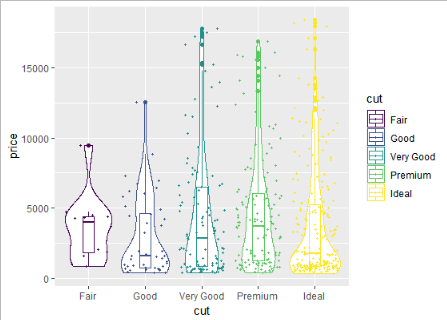 15000
10000
5000
0
price
Fair
Good
Very Good
Premium
Ideal
cut
cut
Fair
Good
Very Good
Premium
Ideal